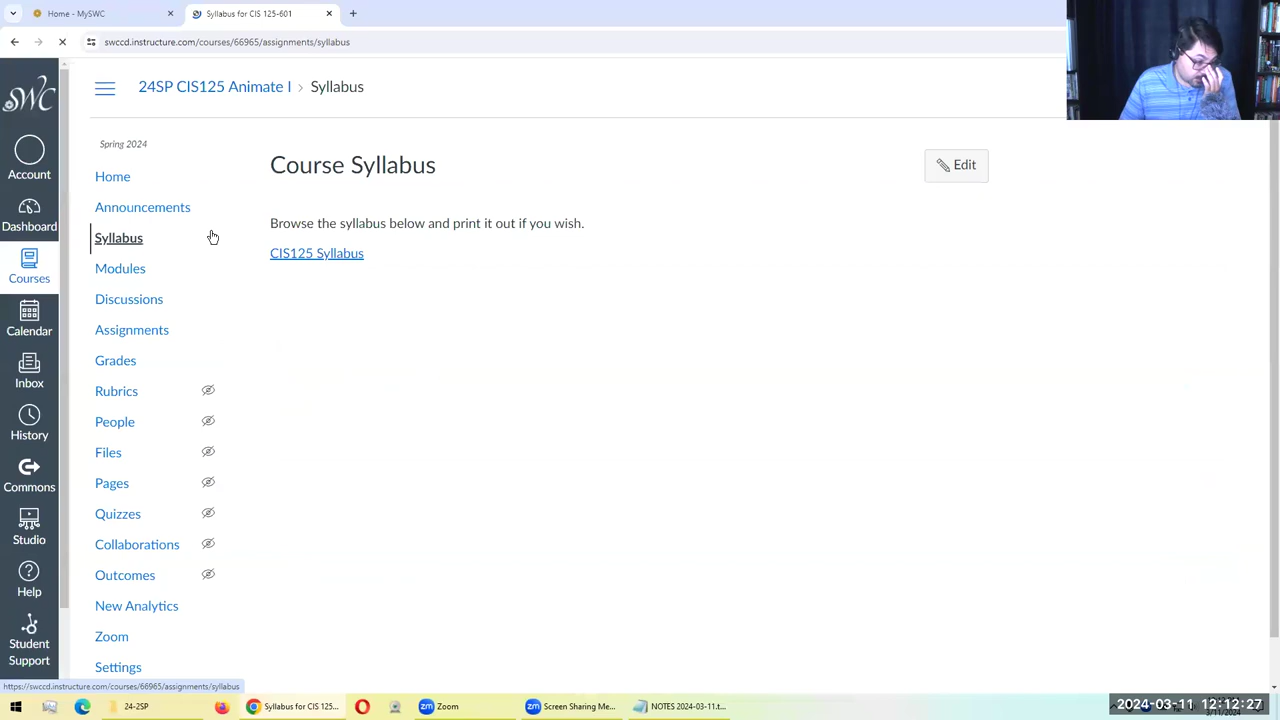 Home - MySWC
Syllabus for CIS 125-601
swccd.instructure.com/courses/66965/assignments/syllabus
SWC
24SP CIS125 Animate I > Syllabus
Spring 2024
Home
Announcements
Syllabus
Modules
Discussions
Assignments
Grades
Rubrics
People
Files
Pages
Quizzes
Collaborations
Outcomes
New Analytics
Zoom
Settings
Account
Dashboard
Courses
Calendar
Inbox
History
Commons
Studio
Help
Student
Support
Course Syllabus
Edit
Browse the syllabus below and print it out if you wish.
CIS125 Syllabus
https://swccd.instructure.com/courses/66965/assignments/syllabus
24-2SP
Syllabus for CIS 125...
zm Zoom
zm Screen Sharing Me...
NOTES 2024-03-11.t...
2024-03-11 12:12:27